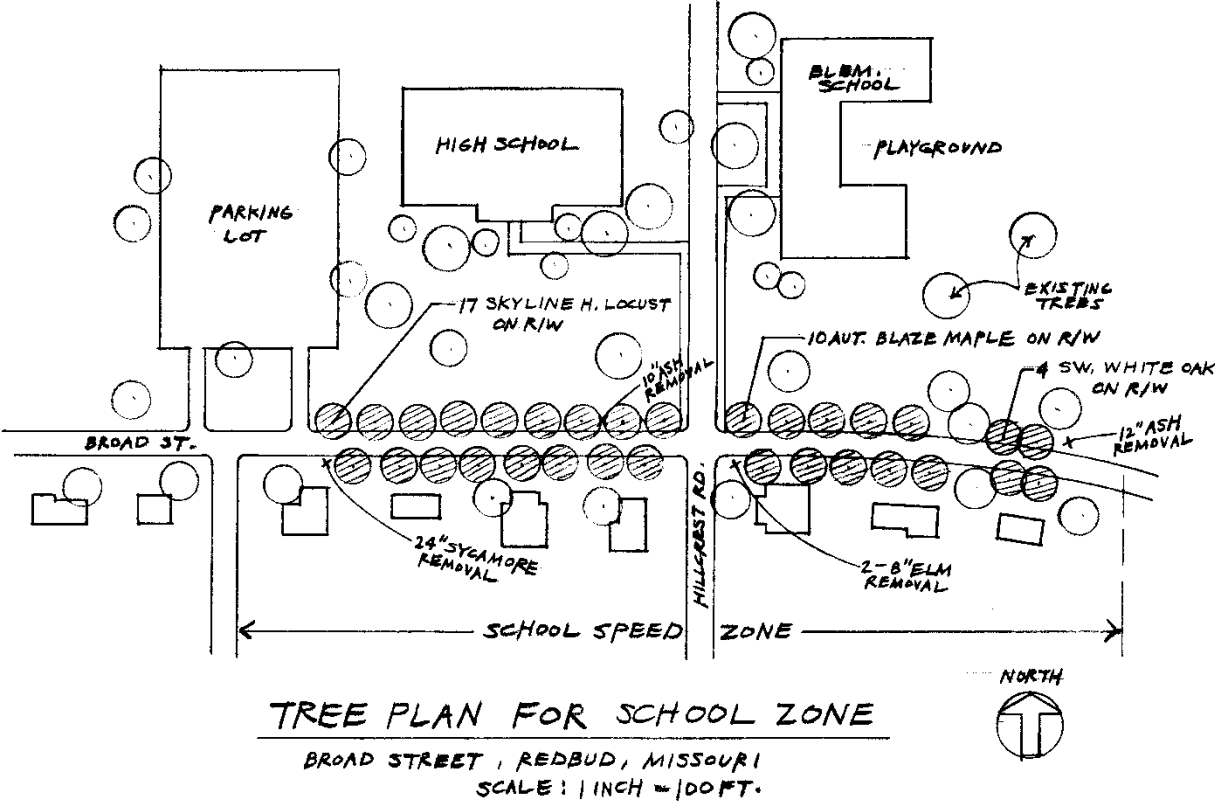 ELEM.
SCHOOL
HIGH SCHOOL
PLAYGROUND
PARKING
LOT
EXISTING
TREES
17 SKYLINE H. LOCUST
ON R/W
10 AUT. BLAZE MAPLE ON R/W
4 SW. WHITE OAK
ON R/W
10" ASH
REMOVAL
12" ASH
REMOVAL
BROAD ST.
HILLCREST RD.
24" SYCAMORE
REMOVAL
2-8" ELM
REMOVAL
SCHOOL SPEED ZONE
NORTH
TREE PLAN FOR SCHOOL ZONE
BROAD STREET, REDBUD, MISSOURI
SCALE: 1 INCH = 100 FT.